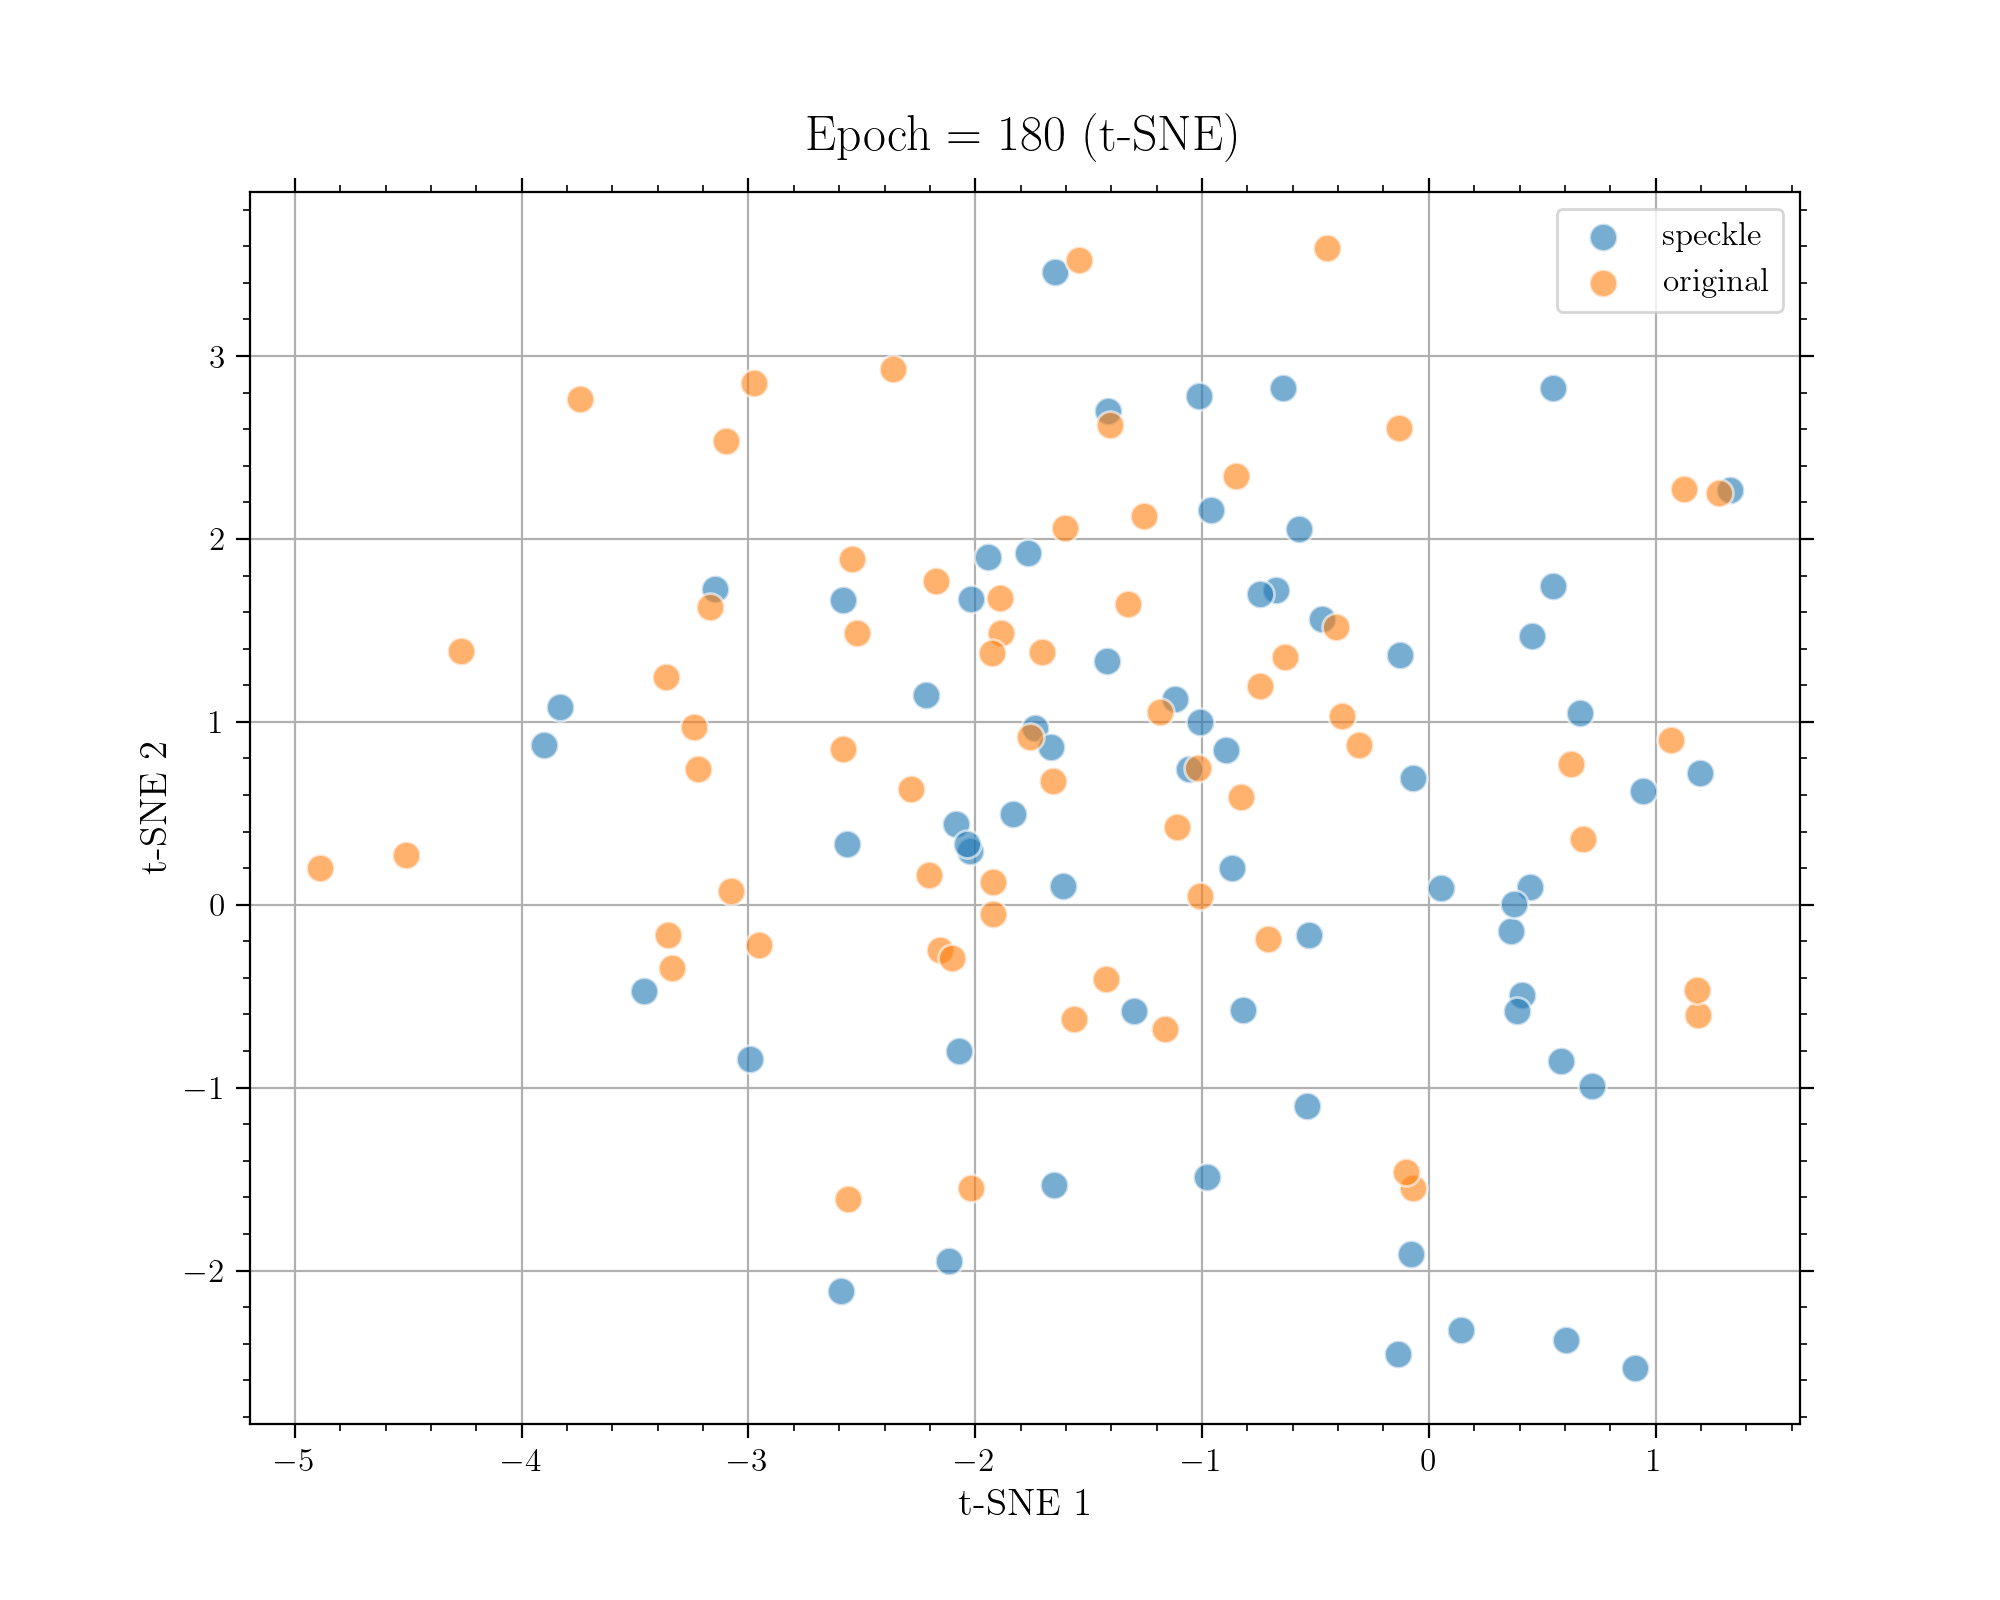 Epoch = 180 (t-SNE)
speckle
original
3
2
1
0
−1
−2
t-SNE 2
−5
−4
−3
−2
−1
0
1
t-SNE 1